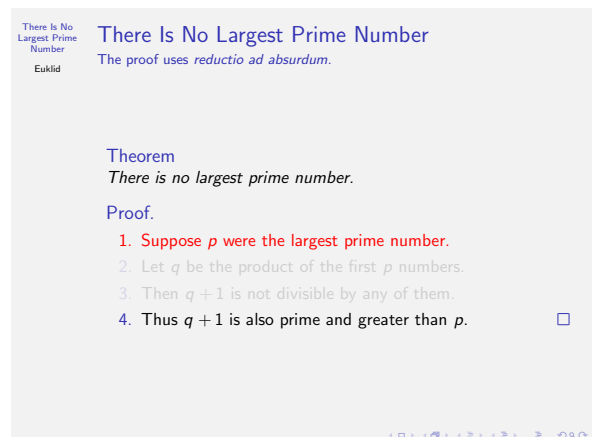 There Is No
Largest Prime
Number
Euklid
There Is No Largest Prime Number
The proof uses reductio ad absurdum.
Theorem
There is no largest prime number.
Proof.
1. Suppose p were the largest prime number.
2. Let q be the product of the first p numbers.
3. Then q + 1 is not divisible by any of them.
4. Thus q + 1 is also prime and greater than p. □